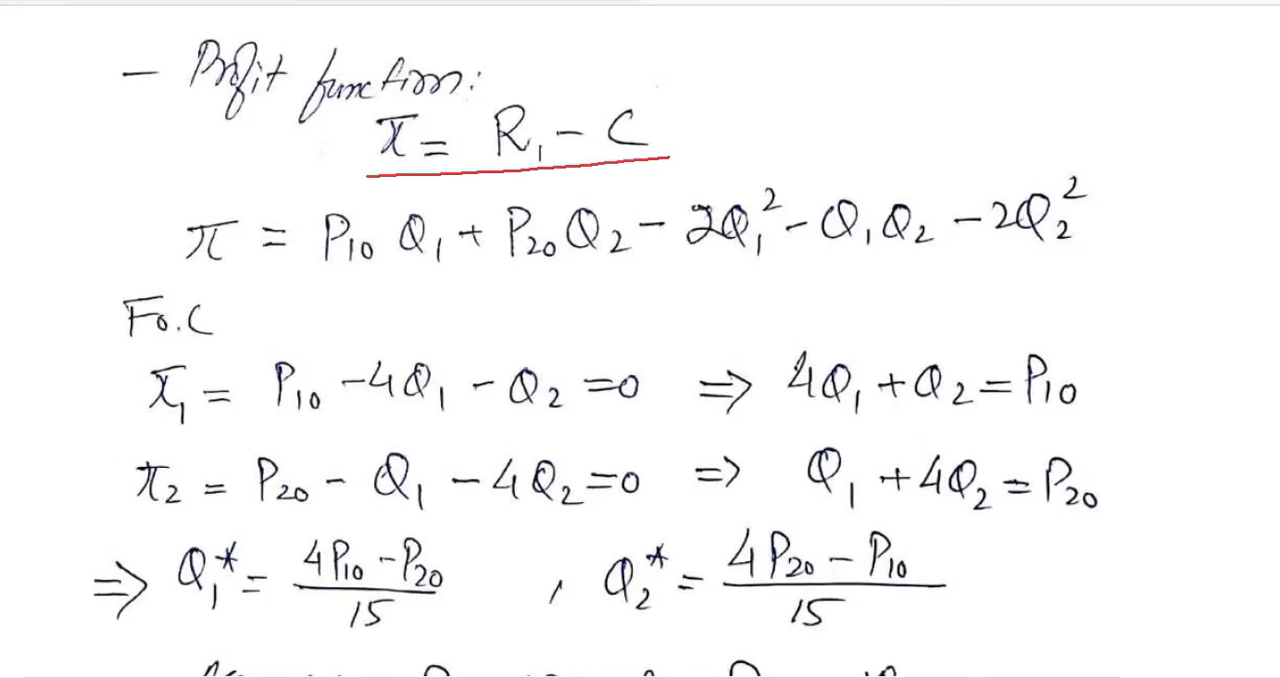 – Profit function:
π = R₁ – C
π = P₁₀ Q₁ + P₂₀ Q₂ – 2Q₁² – Q₁Q₂ – 2Q₂²
F.o.C
π₁ = P₁₀ – 4Q₁ – Q₂ = 0 ⇒ 4Q₁ + Q₂ = P₁₀
π₂ = P₂₀ – Q₁ – 4Q₂ = 0 ⇒ Q₁ + 4Q₂ = P₂₀
⇒ Q₁* = (4P₁₀ – P₂₀)/15 , Q₂* = (4P₂₀ – P₁₀)/15